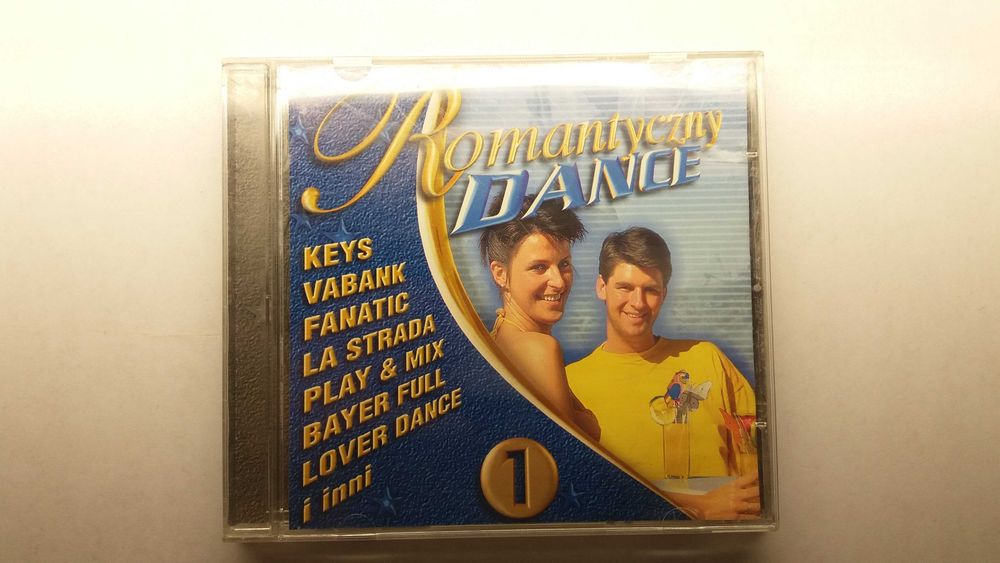 Romantyczny
DANCE
KEYS
VABANK
FANATIC
LA STRADA
PLAY & MIX
BAYER FULL
LOVER DANCE
i inni
1